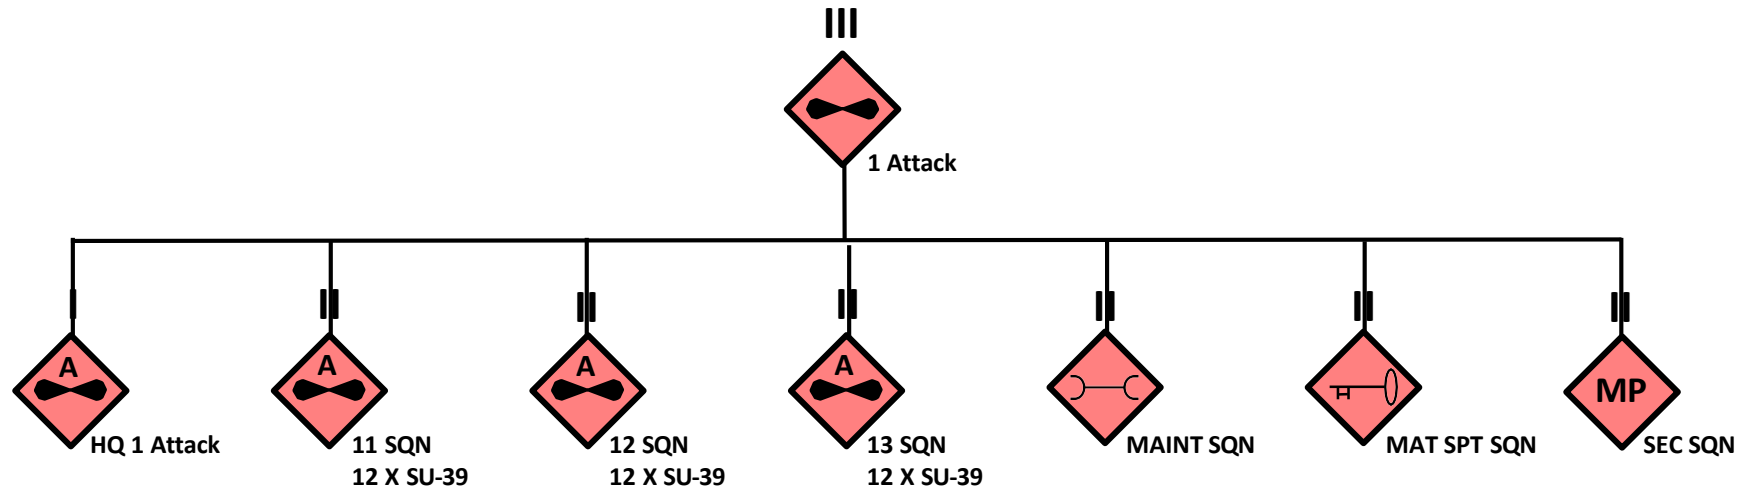 1 Attack
A
A
A
A
MP
HQ 1 Attack
11 SQN
12 X SU-39
12 SQN
12 X SU-39
13 SQN
12 X SU-39
MAINT SQN
MAT SPT SQN
SEC SQN